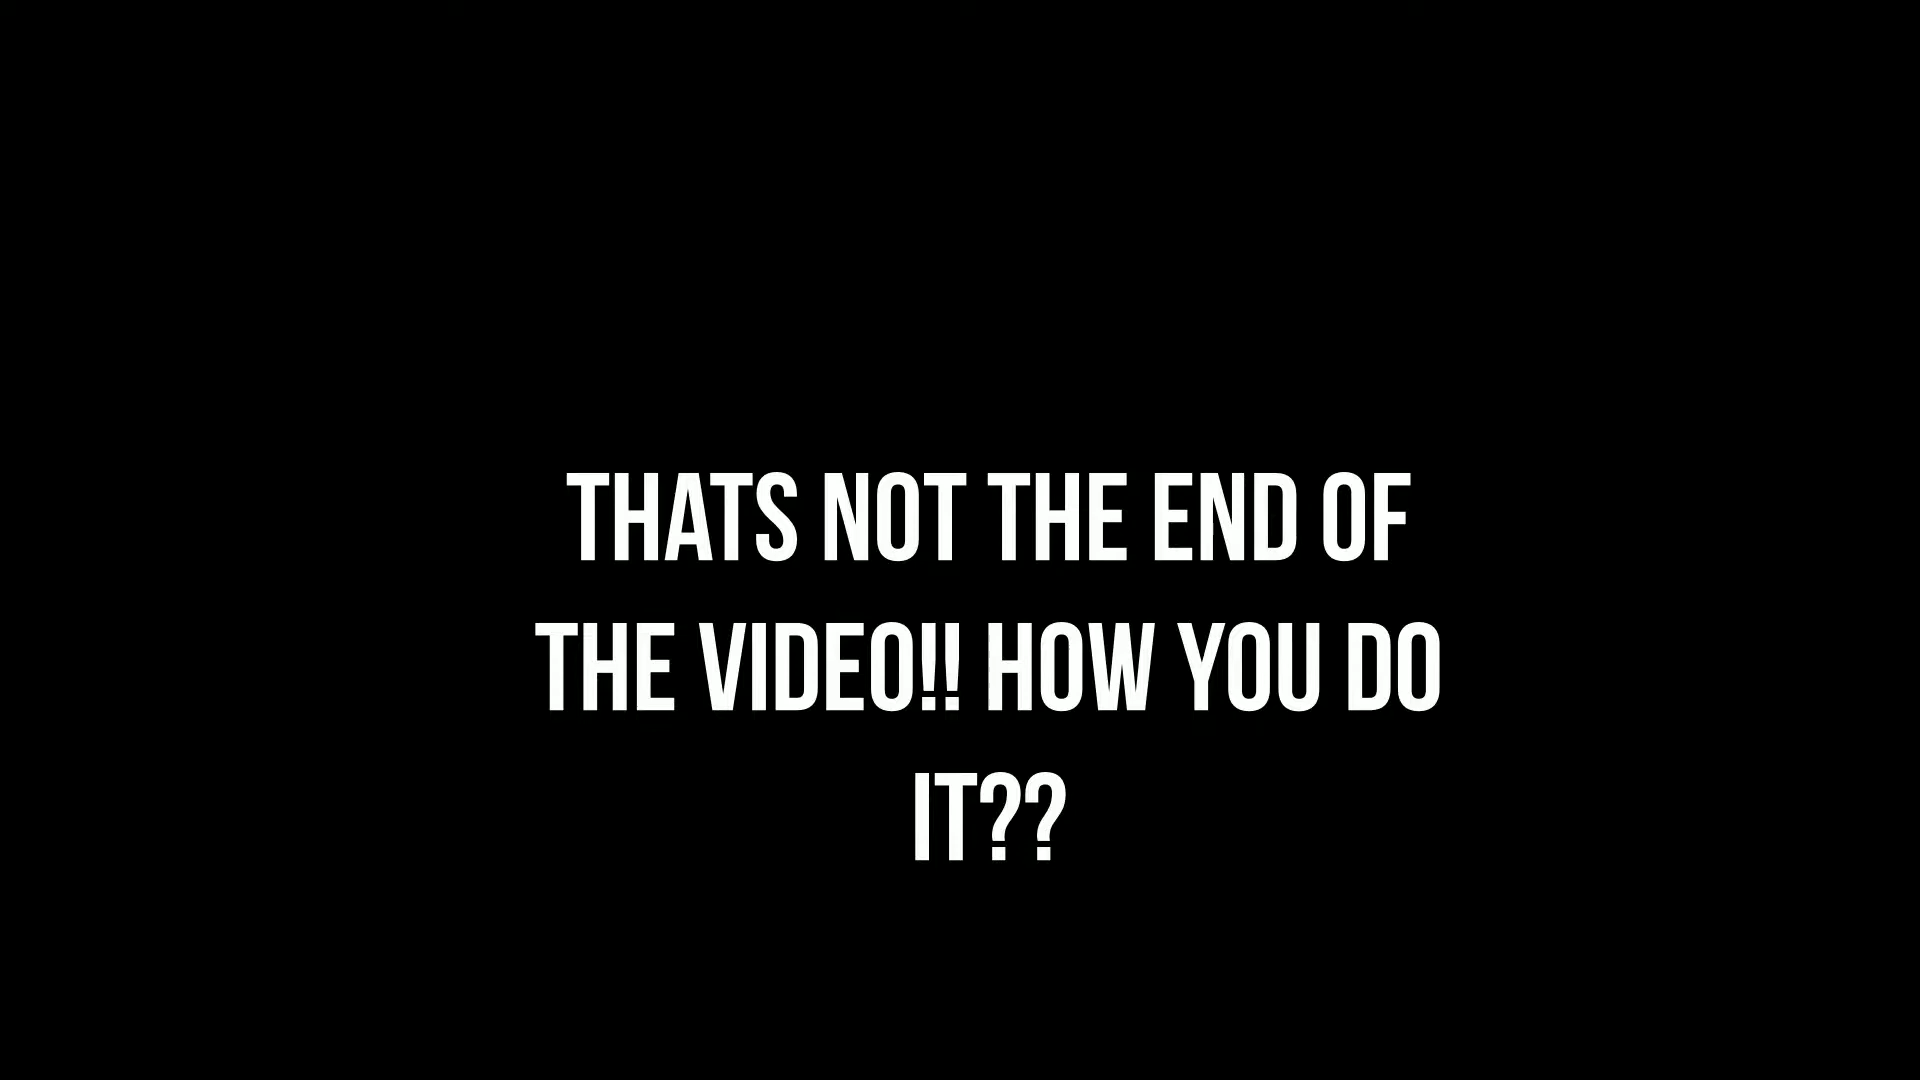 THATS NOT THE END OF
THE VIDEO!! HOW YOU DO
IT??